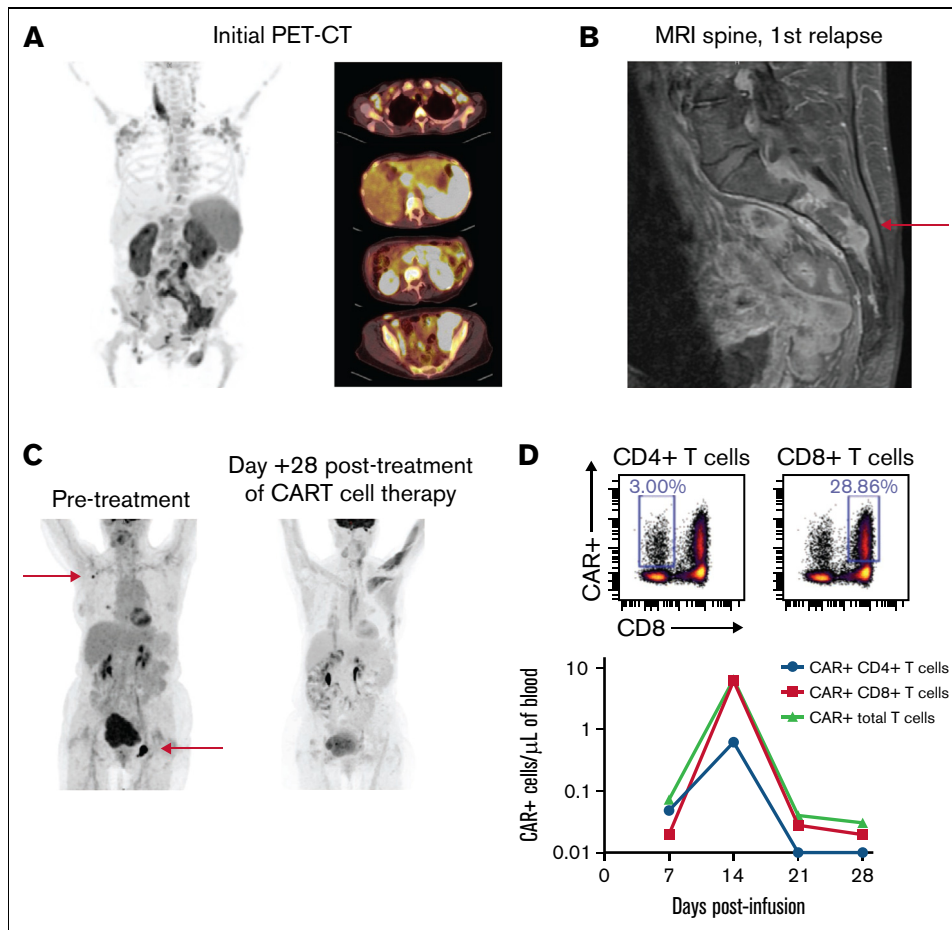 A
Initial PET-CT
B
MRI spine, 1st relapse
C
Pre-treatment
Day +28 post-treatment
of CART cell therapy
D
CD4+ T cells
CD8+ T cells
3.00%
28.86%
CAR+
CD8
CAR+ CD4+ T cells
CAR+ CD8+ T cells
CAR+ total T cells
CAR+ cells/μL of blood
10
1
0.1
0.01
0
7
14
21
28
Days post-infusion